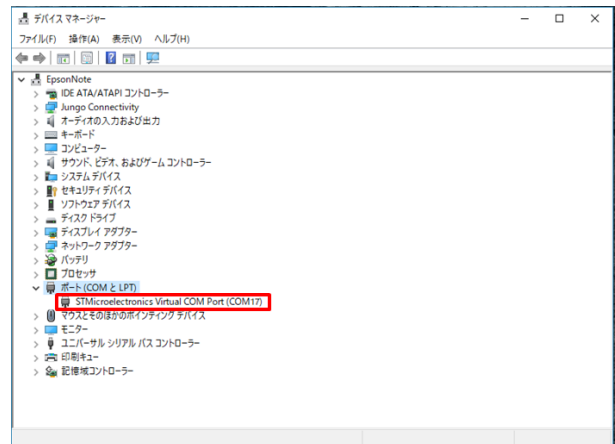 デバイス マネージャー
ファイル(F) 操作(A) 表示(V) ヘルプ(H)
EpsonNote
IDE ATA/ATAPI コントローラー
Jungo Connectivity
オーディオの入力および出力
キーボード
コンピューター
サウンド、ビデオ、およびゲーム コントローラー
システム デバイス
セキュリティ デバイス
ソフトウェア デバイス
ディスク ドライブ
ディスプレイ アダプター
ネットワーク アダプター
バッテリ
プロセッサ
ポート (COM と LPT)
STMicroelectronics Virtual COM Port (COM17)
マウスとそのほかのポインティング デバイス
モニター
ユニバーサル シリアル バス コントローラー
印刷キュー
記憶域コントローラー